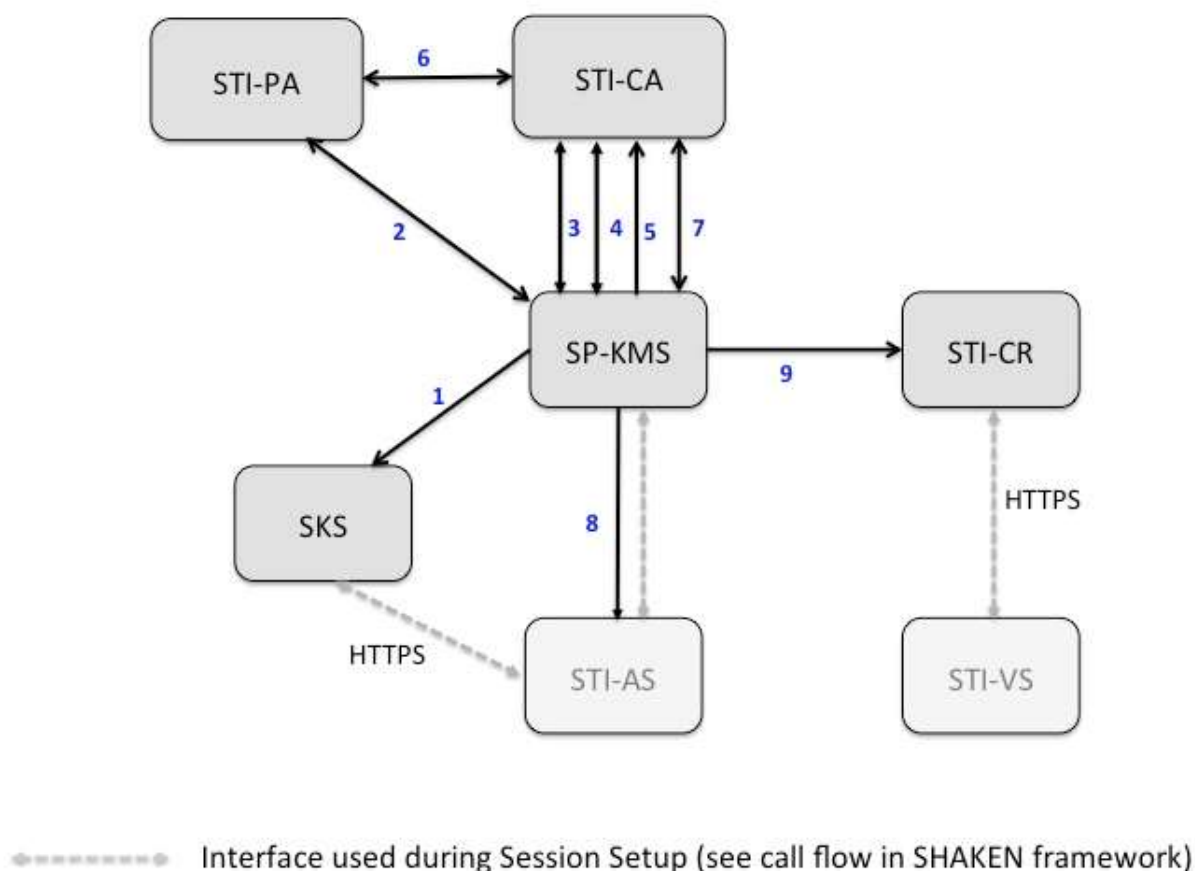 STI-PA
6
STI-CA
2
3
4
5
7
SP-KMS
STI-CR
9
1
SKS
8
HTTPS
HTTPS
STI-AS
STI-VS
Interface used during Session Setup (see call flow in SHAKEN framework)